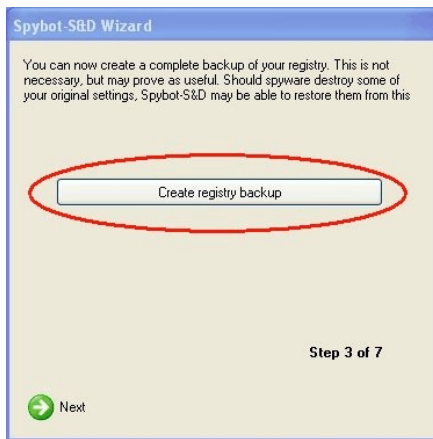 Spybot-S&D Wizard
You can now create a complete backup of your registry. This is not
necessary, but may prove as useful. Should spyware destroy some of
your original settings, Spybot-S&D may be able to restore them from this
Create registry backup
Step 3 of 7
Next